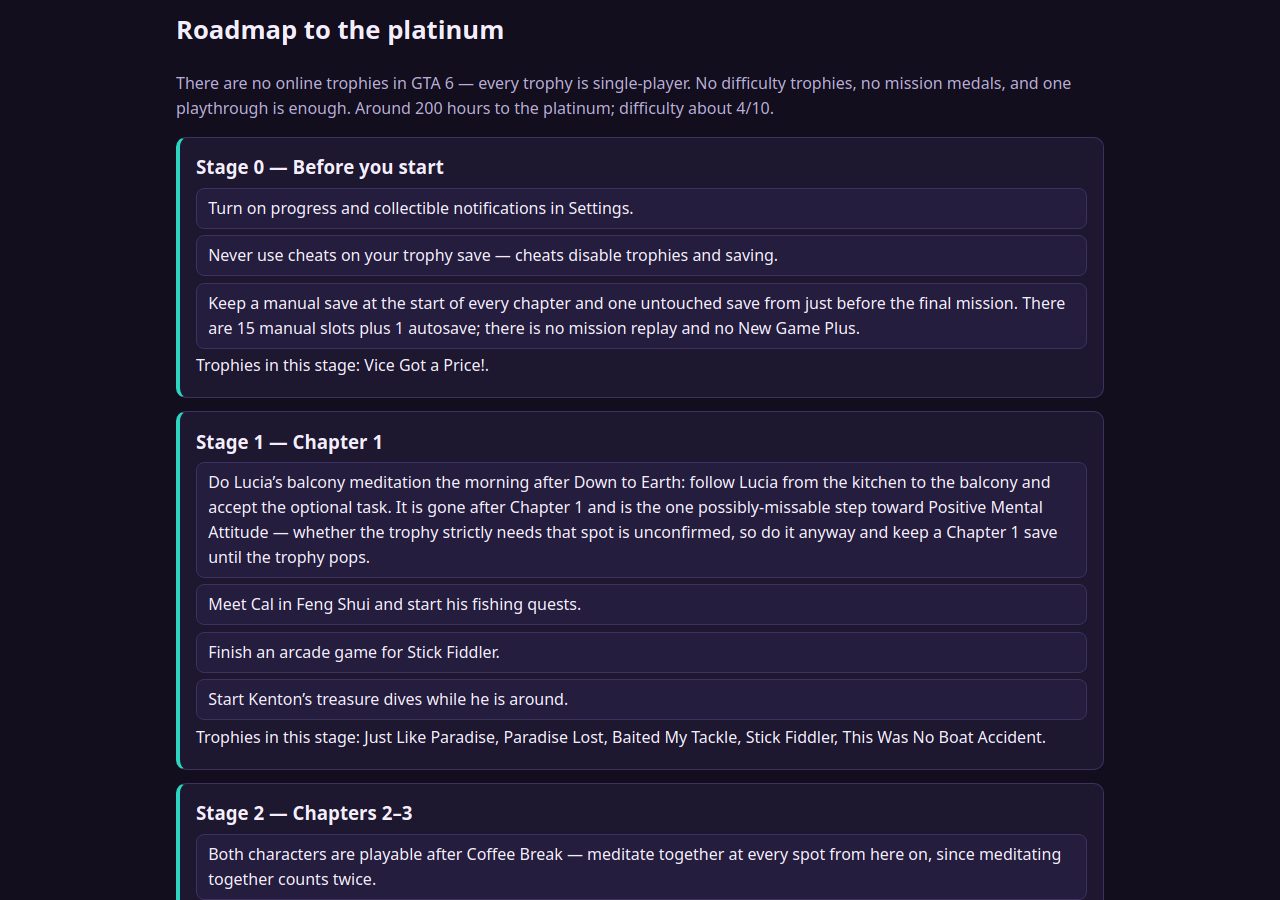 Roadmap to the platinum
There are no online trophies in GTA 6 — every trophy is single-player. No difficulty trophies, no mission medals, and one
playthrough is enough. Around 200 hours to the platinum; difficulty about 4/10.
Stage 0 — Before you start
Turn on progress and collectible notifications in Settings.
Never use cheats on your trophy save — cheats disable trophies and saving.
Keep a manual save at the start of every chapter and one untouched save from just before the final mission. There
are 15 manual slots plus 1 autosave; there is no mission replay and no New Game Plus.
Trophies in this stage: Vice Got a Price!.
Stage 1 — Chapter 1
Do Lucia’s balcony meditation the morning after Down to Earth: follow Lucia from the kitchen to the balcony and
accept the optional task. It is gone after Chapter 1 and is the one possibly-missable step toward Positive Mental
Attitude — whether the trophy strictly needs that spot is unconfirmed, so do it anyway and keep a Chapter 1 save
until the trophy pops.
Meet Cal in Feng Shui and start his fishing quests.
Finish an arcade game for Stick Fiddler.
Start Kenton’s treasure dives while he is around.
Trophies in this stage: Just Like Paradise, Paradise Lost, Baited My Tackle, Stick Fiddler, This Was No Boat Accident.
Stage 2 — Chapters 2–3
Both characters are playable after Coffee Break — meditate together at every spot from here on, since meditating
together counts twice.